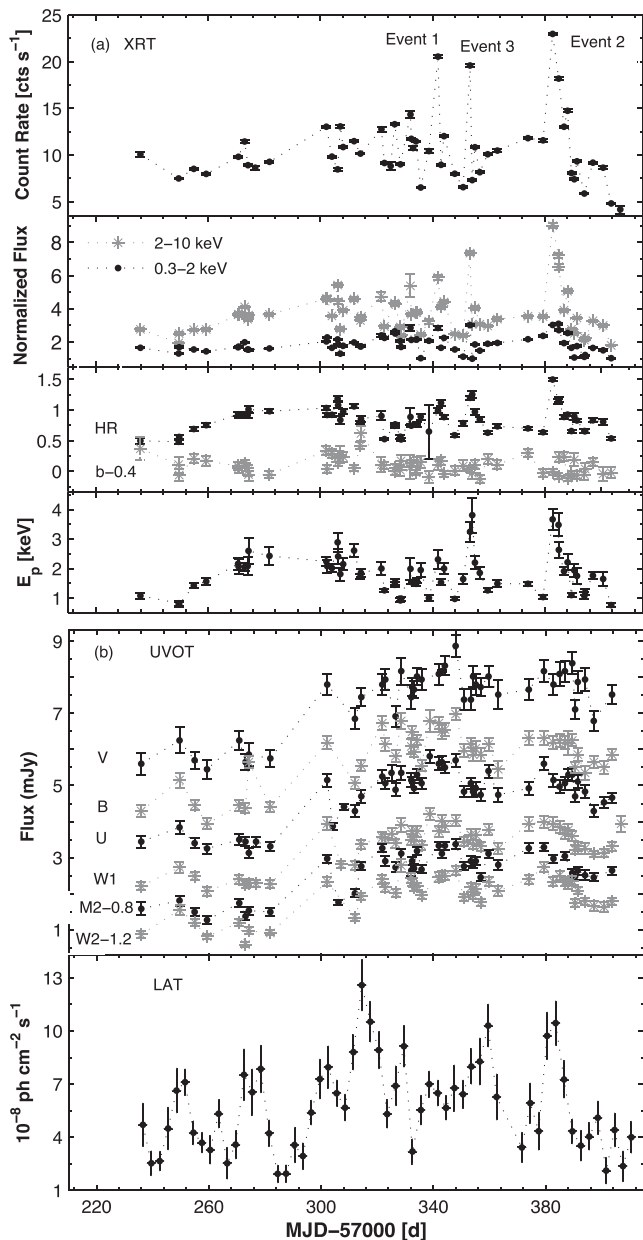 (a) XRT
Event 1
Event 3
Event 2
Count Rate [cts s⁻¹]
25
20
15
10
5
2−10 keV
0.3−2 keV
Normalized Flux
8
6
4
2
HR
b−0.4
1.5
1
0.5
0
E_p [keV]
4
3
2
1
(b) UVOT
Flux (mJy)
9
7
5
3
1
V
B
U
W1
M2−0.8
W2−1.2
LAT
10⁻⁸ ph cm⁻² s⁻¹
13
10
7
4
1
220 260 300 340 380
MJD−57000 [d]